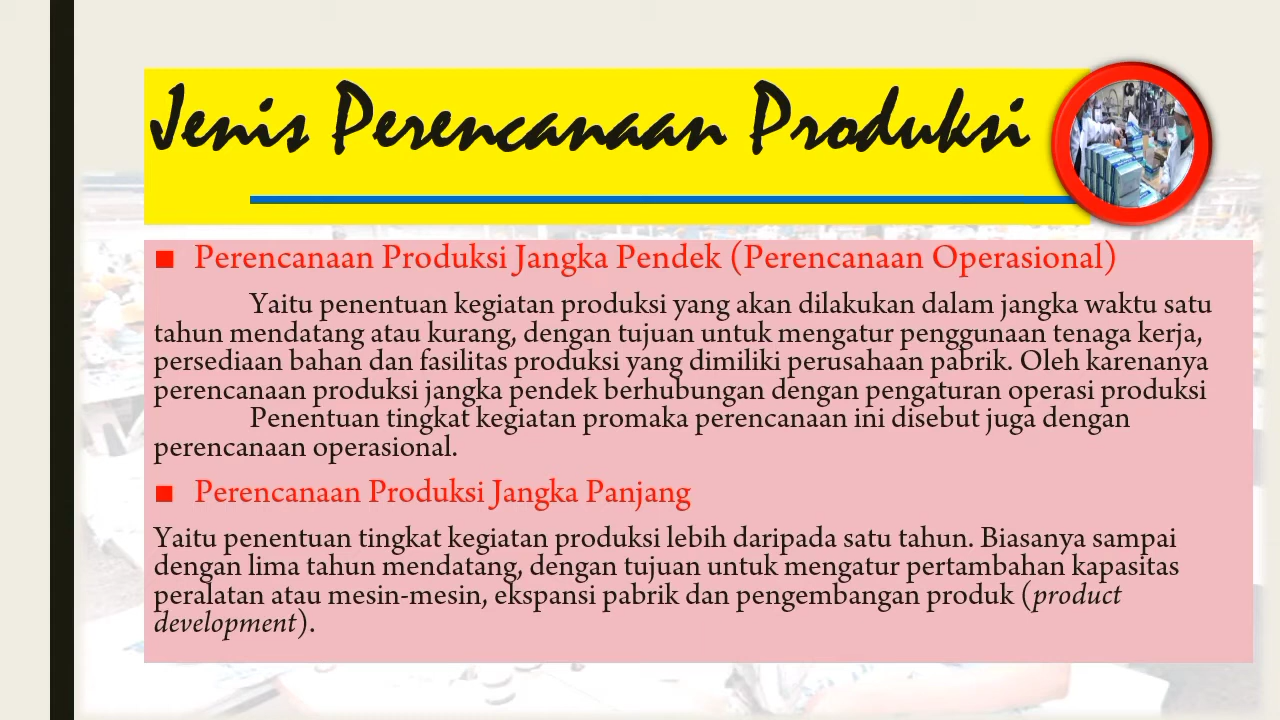 Jenis Perencanaan Produksi
▪ Perencanaan Produksi Jangka Pendek (Perencanaan Operasional)
Yaitu penentuan kegiatan produksi yang akan dilakukan dalam jangka waktu satu
tahun mendatang atau kurang, dengan tujuan untuk mengatur penggunaan tenaga kerja,
persediaan bahan dan fasilitas produksi yang dimiliki perusahaan pabrik. Oleh karenanya
perencanaan produksi jangka pendek berhubungan dengan pengaturan operasi produksi
Penentuan tingkat kegiatan promaka perencanaan ini disebut juga dengan
perencanaan operasional.
▪ Perencanaan Produksi Jangka Panjang
Yaitu penentuan tingkat kegiatan produksi lebih daripada satu tahun. Biasanya sampai
dengan lima tahun mendatang, dengan tujuan untuk mengatur pertambahan kapasitas
peralatan atau mesin-mesin, ekspansi pabrik dan pengembangan produk (product
development).